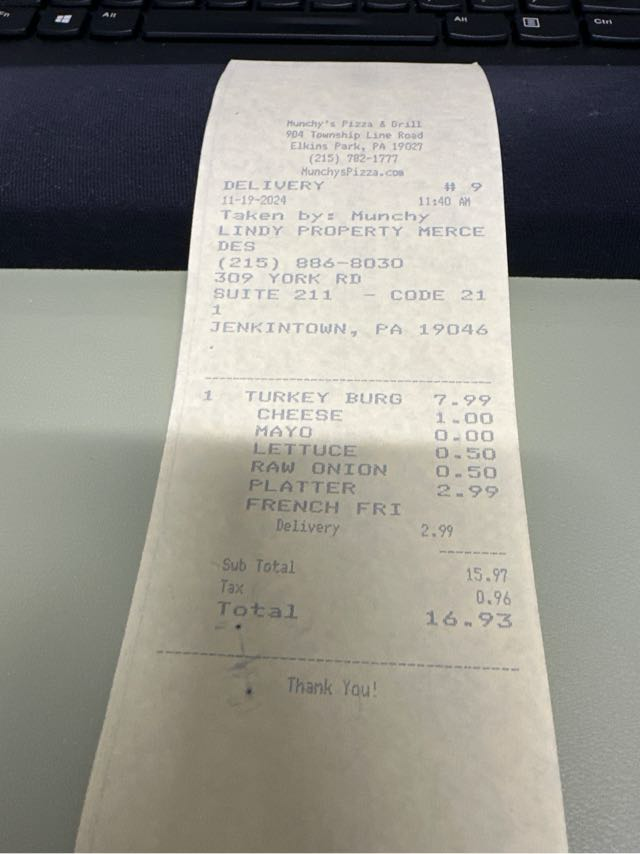 Fn
Alt
Alt
Ctrl
Munchy's Pizza & Grill
904 Township Line Road
Elkins Park, PA 19027
(215) 782-1777
MunchysPizza.com
DELIVERY # 9
11-19-2024 11:40 AM
Taken by: Munchy
LINDY PROPERTY MERCE
DES
(215) 886-8030
309 YORK RD
SUITE 211 - CODE 21
1
JENKINTOWN, PA 19046
.
1 TURKEY BURG 7.99
CHEESE 1.00
MAYO 0.00
LETTUCE 0.50
RAW ONION 0.50
PLATTER 2.99
FRENCH FRI
Delivery 2.99
Sub Total 15.97
Tax 0.96
Total 16.93
Thank You!